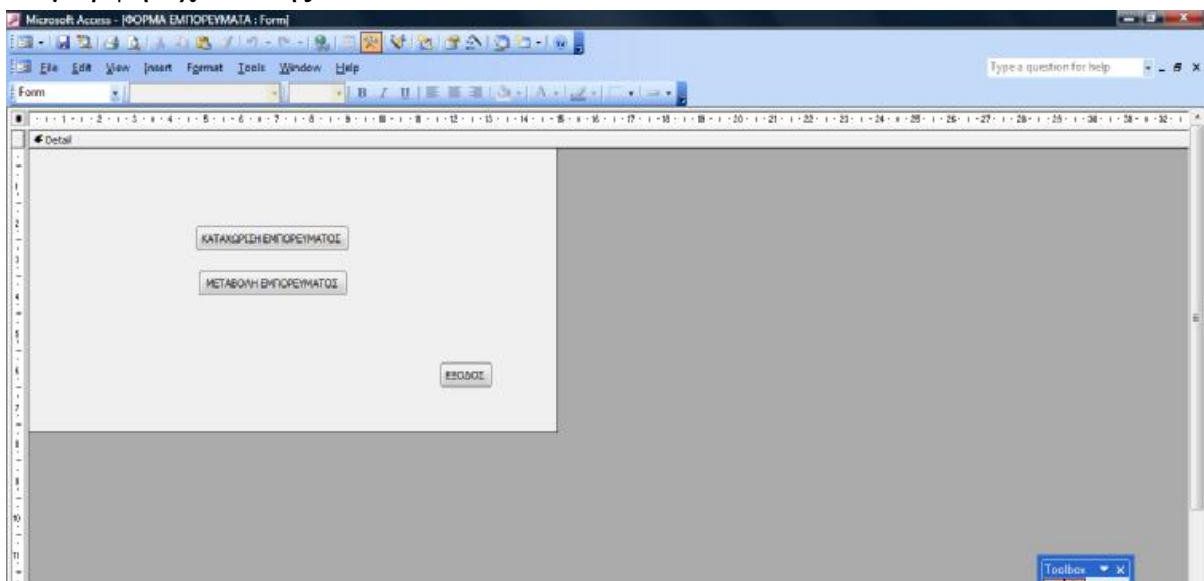 Microsoft Access - [ΦΟΡΜΑ ΕΜΠΟΡΕΥΜΑΤΑ : Form]
File Edit View Insert Format Tools Window Help
Type a question for help
Form
B I U A
Detail
ΚΑΤΑΧΩΡΙΣΗ ΕΜΠΟΡΕΥΜΑΤΟΣ
ΜΕΤΑΒΟΛΗ ΕΜΠΟΡΕΥΜΑΤΟΣ
ΕΞΟΔΟΣ
Toolbox